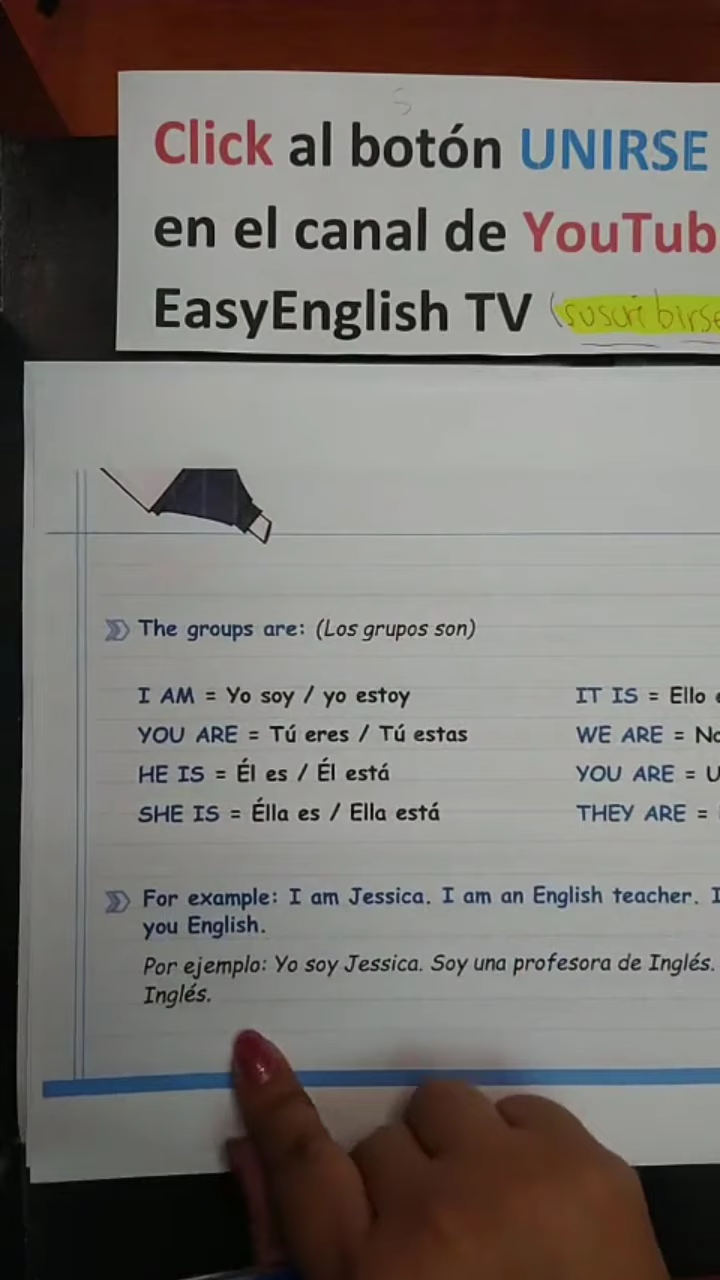 Click al botón UNIRSE
en el canal de YouTub
EasyEnglish TV (suscribirse
The groups are: (Los grupos son)
I AM = Yo soy / yo estoy
YOU ARE = Tú eres / Tú estas
HE IS = Él es / Él está
SHE IS = Élla es / Ella está
IT IS = Ello
WE ARE =
YOU ARE =
THEY ARE =
For example: I am Jessica. I am an English teacher. I
you English.
Por ejemplo: Yo soy Jessica. Soy una profesora de Inglés.
Inglés.